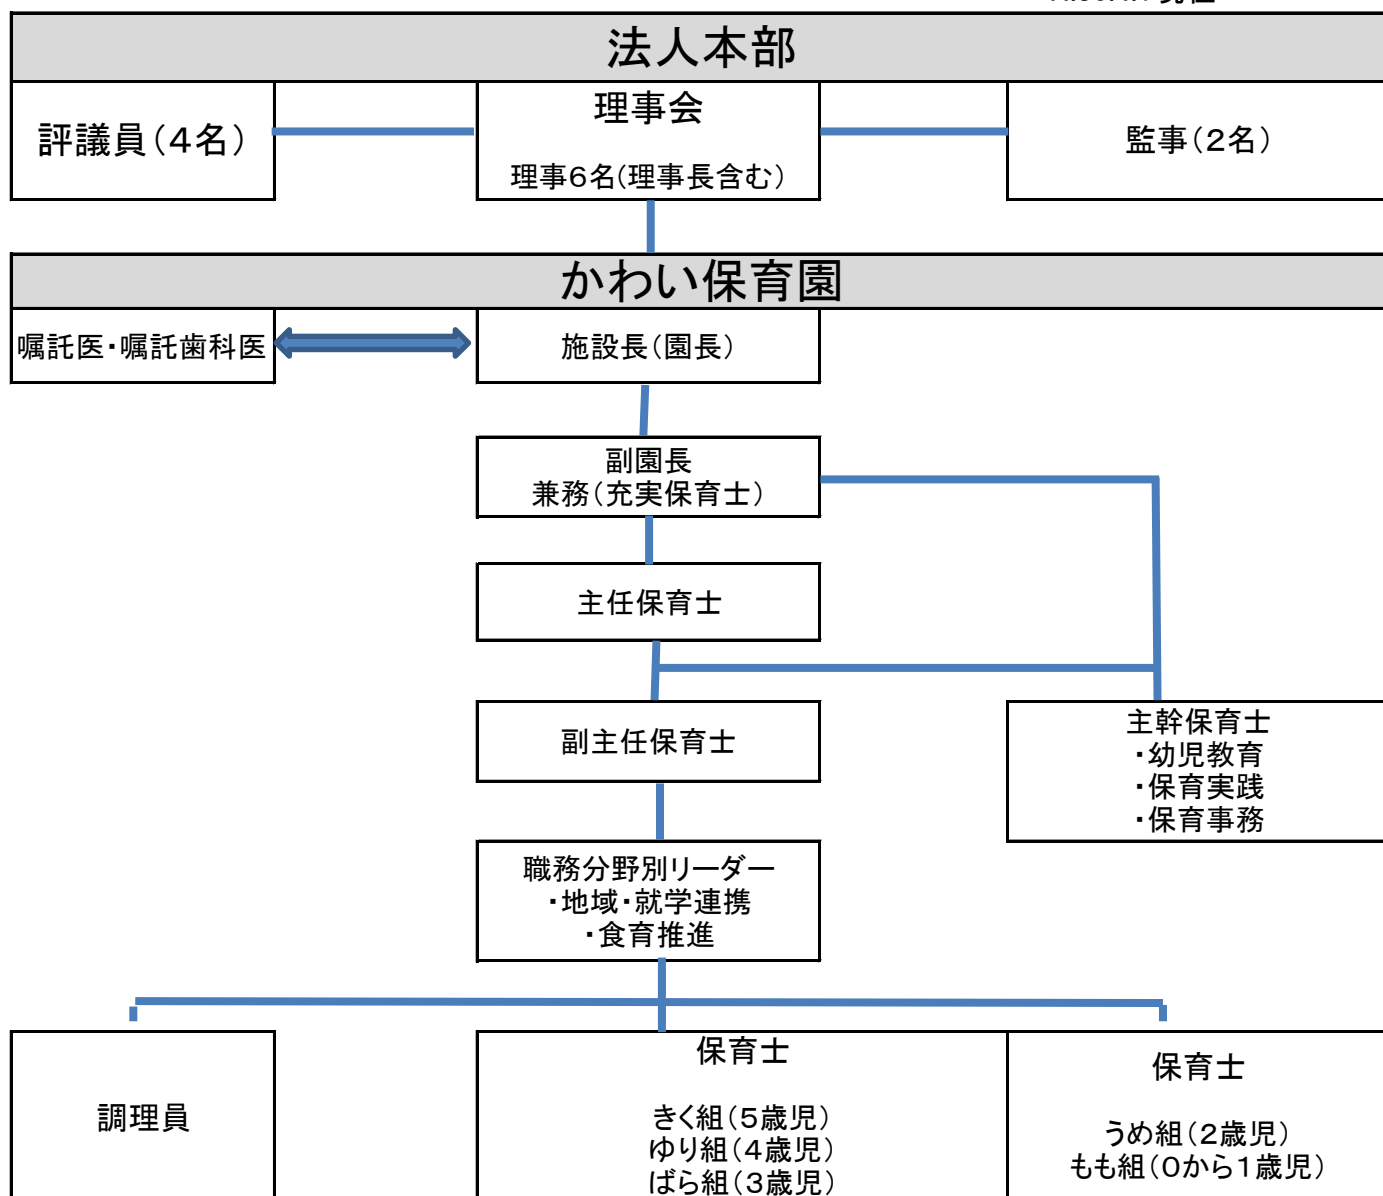 法人本部
評議員（4名）
理事会
理事6名(理事長含む）
監事（2名）
かわい保育園
嘱託医・嘱託歯科医
施設長（園長）
副園長
兼務（充実保育士）
主任保育士
副主任保育士
主幹保育士
・幼児教育
・保育実践
・保育事務
職務分野別リーダー
・地域・就学連携
・食育推進
調理員
保育士
きく組（5歳児）
ゆり組（4歳児）
ばら組（3歳児）
保育士
うめ組（2歳児）
もも組（0から1歳児）